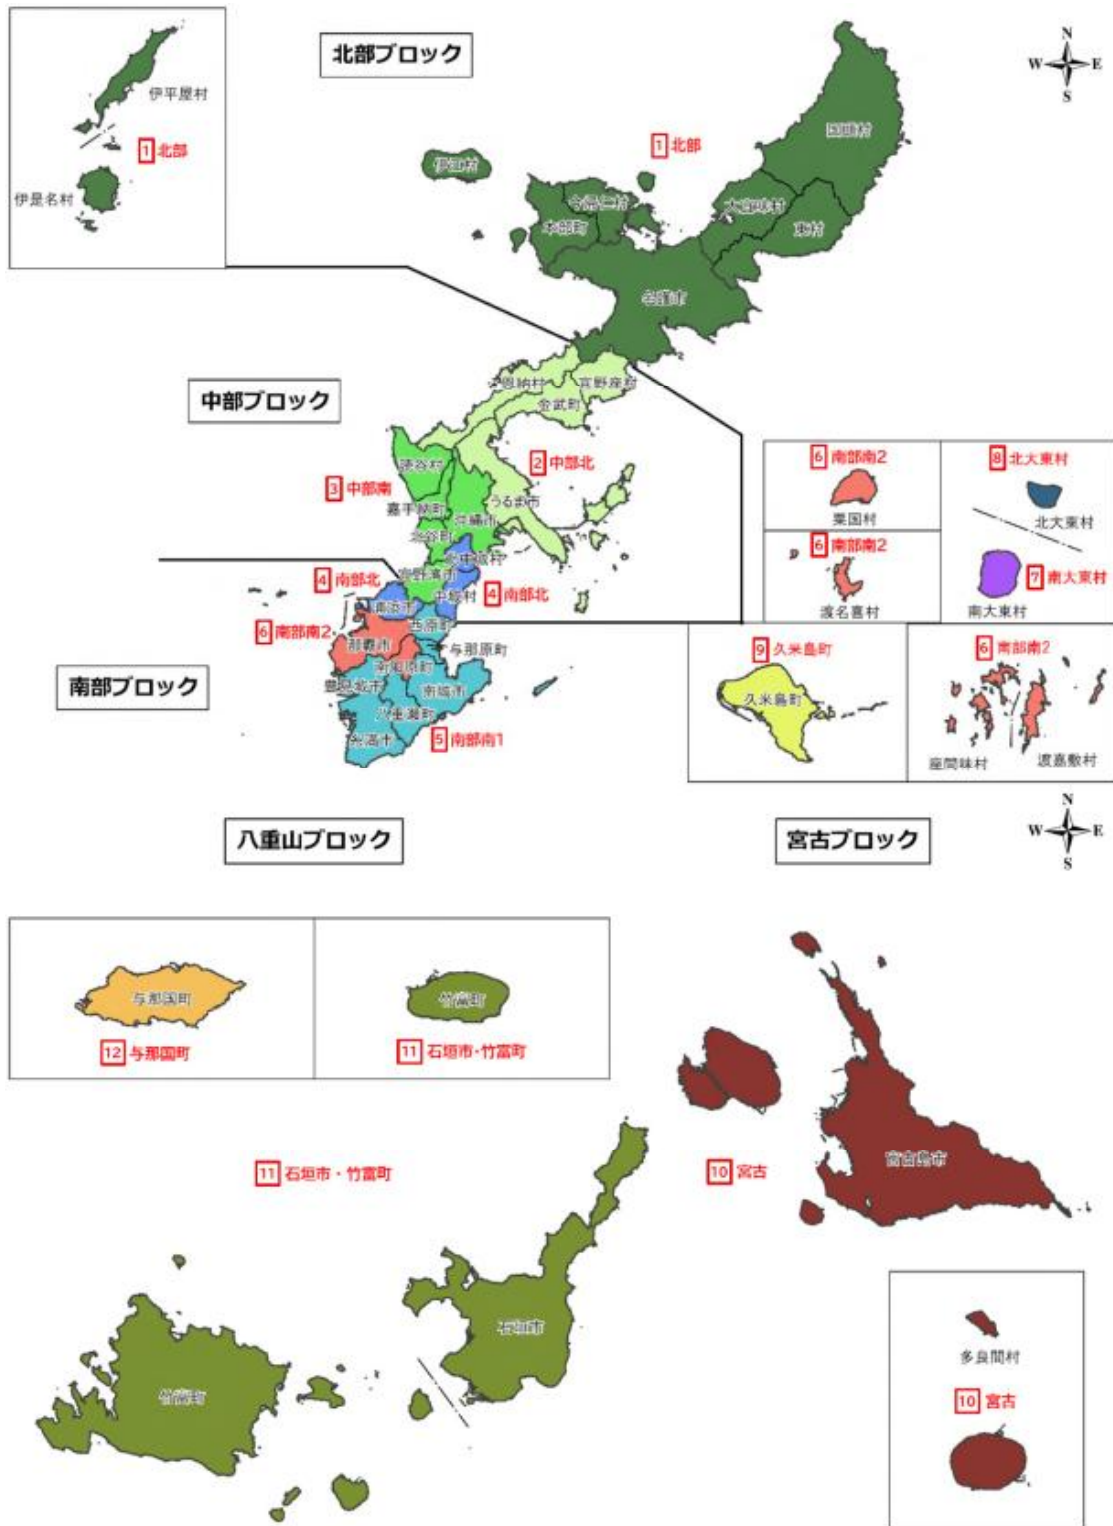 北部ブロック
N
W E
S
伊平屋村
1 北部
伊是名村
1 北部
国頭村
伊江村
今帰仁村
大宜味村
本部町
東村
名護市
中部ブロック
恩納村
宜野座村
金武町
読谷村
2 中部北
3 中部南
うるま市
嘉手納町
沖縄市
北谷町
北中城村
宜野湾市
中城村
4 南部北
4 南部北
浦添市
西原町
6 南部南2
那覇市
与那原町
南風原町
南部ブロック
豊見城市
南城市
八重瀬町
糸満市
5 南部南1
6 南部南2
粟国村
8 北大東村
北大東村
6 南部南2
渡名喜村
7 南大東村
南大東村
9 久米島町
久米島町
6 南部南2
座間味村
渡嘉敷村
八重山ブロック
宮古ブロック
N
W E
S
与那国町
12 与那国町
竹富町
11 石垣市・竹富町
11 石垣市・竹富町
10 宮古
宮古島市
石垣市
竹富町
多良間村
10 宮古